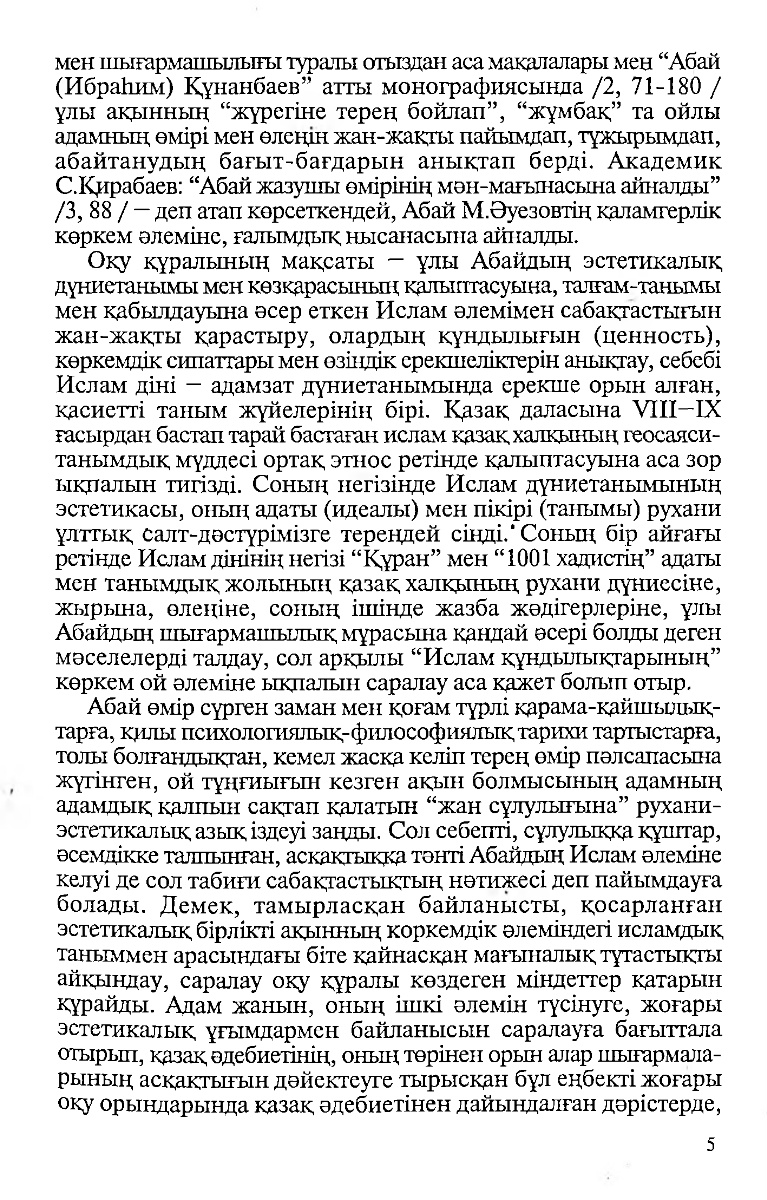 мен шығармашылығы туралы отыздан аса мақалалары мен “Абай
(Ибраһим) Құнанбаев” атты монографиясында /2, 71-180 /
ұлы ақынның “жүрегіне терең бойлап”, “жұмбақ” та ойлы
адамның өмірі мен өлеңін жан-жақты пайымдап, тұжырымдап,
абайтанудың бағыт-бағдарын анықтап берді. Академик
С.Қирабаев: “Абай жазушы өмірінің мән-мағынасына айналды”
/3, 88 / — деп атап көрсеткендей, Абай М.Әуезовтің қаламгерлік
көркем әлеміне, ғалымдық нысанасына айналды.
Оқу құралының мақсаты — ұлы Абайдың эстетикалық
дүниетанымы мен көзқарасының қалыптасуына, талғам-танымы
мен қабылдауына әсер еткен Ислам әлемімен сабақтастығын
жан-жақты қарастыру, олардың құндылығын (ценность),
көркемдік сипаттары мен өзіндік ерекшеліктерін анықтау, себебі
Ислам діні — адамзат дүниетанымында ерекше орын алған,
қасиетті таным жүйелерінің бірі. Қазақ даласына VIII—IX
ғасырдан бастап тарай бастаған ислам қазақ халқының геосаяси-
танымдық мүддесі ортақ этнос ретінде қалыптасуына аса зор
ықпалын тигізді. Соның негізінде Ислам дүниетанымының
эстетикасы, оның адаты (идеалы) мен пікірі (танымы) рухани
ұлттық салт-дәстүрімізге тереңдей сіңді. Соның бір айғағы
ретінде Ислам дінінің негізі “Құран” мен “1001 хадистің” адаты
мен танымдық жолының қазақ халқының рухани дүниесіне,
жырына, өлеңіне, соның ішінде жазба жәдігерлеріне, ұлы
Абайдың шығармашылық мұрасына қандай әсері болды деген
мәселелерді талдау, сол арқылы “Ислам құндылықтарының”
көркем ой әлеміне ықпалын саралау аса қажет болып отыр.
Абай өмір сүрген заман мен қоғам түрлі қарама-қайшылық-
тарға, қилы психологиялық-философиялық тарихи тартыстарға,
толы болғандықтан, кемел жасқа келіп терең өмір пәлсапасына
жүгінген, ой тұңғиығын кезген ақын болмысының адамның
адамдық қалпын сақтап қалатын “жан сұлулығына” рухани-
эстетикалық азық іздеуі заңды. Сол себепті, сұлулыққа құштар,
әсемдікке талпынған, асқақтыққа тәнті Абайдың Ислам әлеміне
келуі де сол табиғи сабақтастықтың нәтижесі деп пайымдауға
болады. Демек, тамырласқан байланысты, қосарланған
эстетикалық бірлікті ақынның коркемдік әлеміндегі исламдық
таныммен арасындағы біте қайнасқан мағыналық тұтастықты
айқындау, саралау оқу құралы көздеген міндеттер қатарын
құрайды. Адам жанын, оның ішкі әлемін түсінуге, жоғары
эстетикалық ұғымдармен байланысын саралауға бағыттала
отырып, қазақ әдебиетінің, оның төрінен орын алар шығармала-
рының асқақтығын дәйектеуге тырысқан бұл еңбекті жоғары
оқу орындарында қазақ әдебиетінен дайындалған дәрістерде,
5